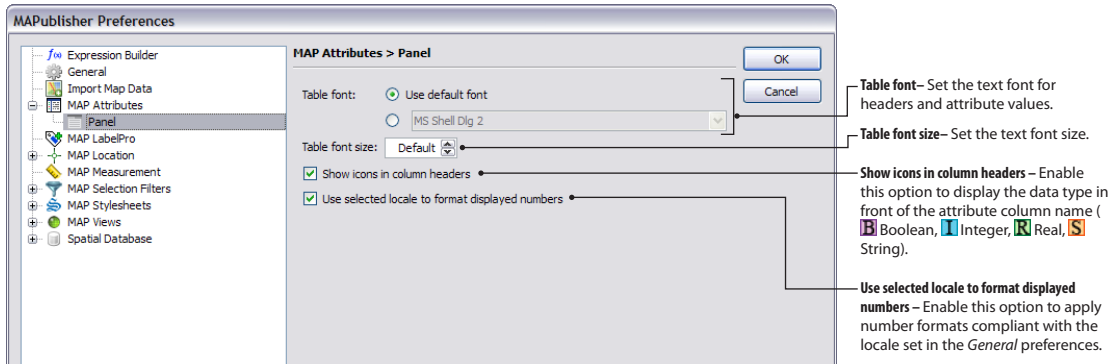 MAPublisher Preferences
f(x) Expression Builder
General
Import Map Data
MAP Attributes
Panel
MAP LabelPro
MAP Location
MAP Measurement
MAP Selection Filters
MAP Stylesheets
MAP Views
Spatial Database
MAP Attributes > Panel
Table font:
Use default font
MS Shell Dlg 2
Table font size:
Default
Show icons in column headers
Use selected locale to format displayed numbers
OK
Cancel
Table font– Set the text font for
headers and attribute values.
Table font size– Set the text font size.
Show icons in column headers – Enable
this option to display the data type in
front of the attribute column name (
B Boolean, I Integer, R Real, S
String).
Use selected locale to format displayed
numbers – Enable this option to apply
number formats compliant with the
locale set in the General preferences.